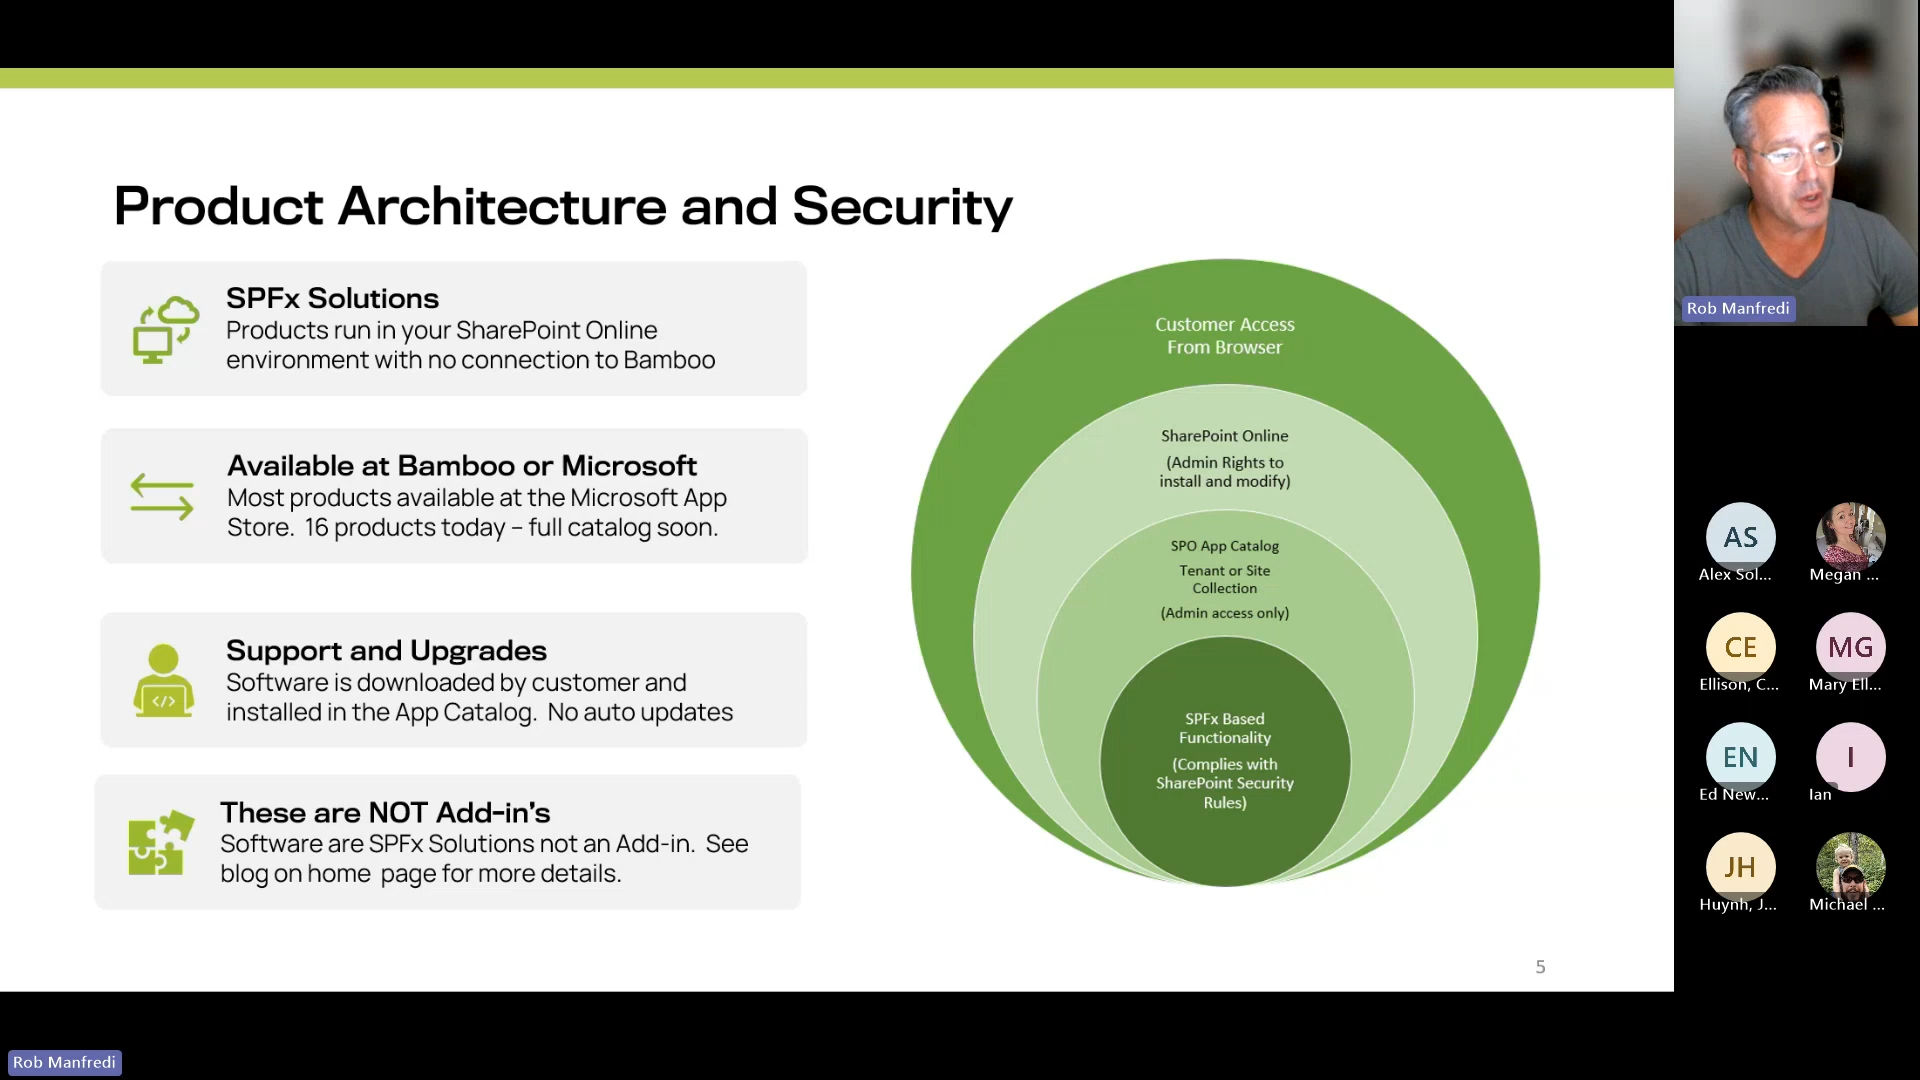 Product Architecture and Security
SPFx Solutions
Products run in your SharePoint Online
environment with no connection to Bamboo
Available at Bamboo or Microsoft
Most products available at the Microsoft App
Store.  16 products today – full catalog soon.
Support and Upgrades
Software is downloaded by customer and
installed in the App Catalog.  No auto updates
These are NOT Add-in's
Software are SPFx Solutions not an Add-in.  See
blog on home  page for more details.
Customer Access
From Browser
SharePoint Online
(Admin Rights to
install and modify)
SPO App Catalog
Tenant or Site
Collection
(Admin access only)
SPFx Based
Functionality
(Complies with
SharePoint Security
Rules)
5
Rob Manfredi
AS
Alex Sol...
Megan ...
CE
Ellison, C...
MG
Mary Ell...
EN
Ed New...
I
Ian
JH
Huynh, J...
Michael ...
Rob Manfredi